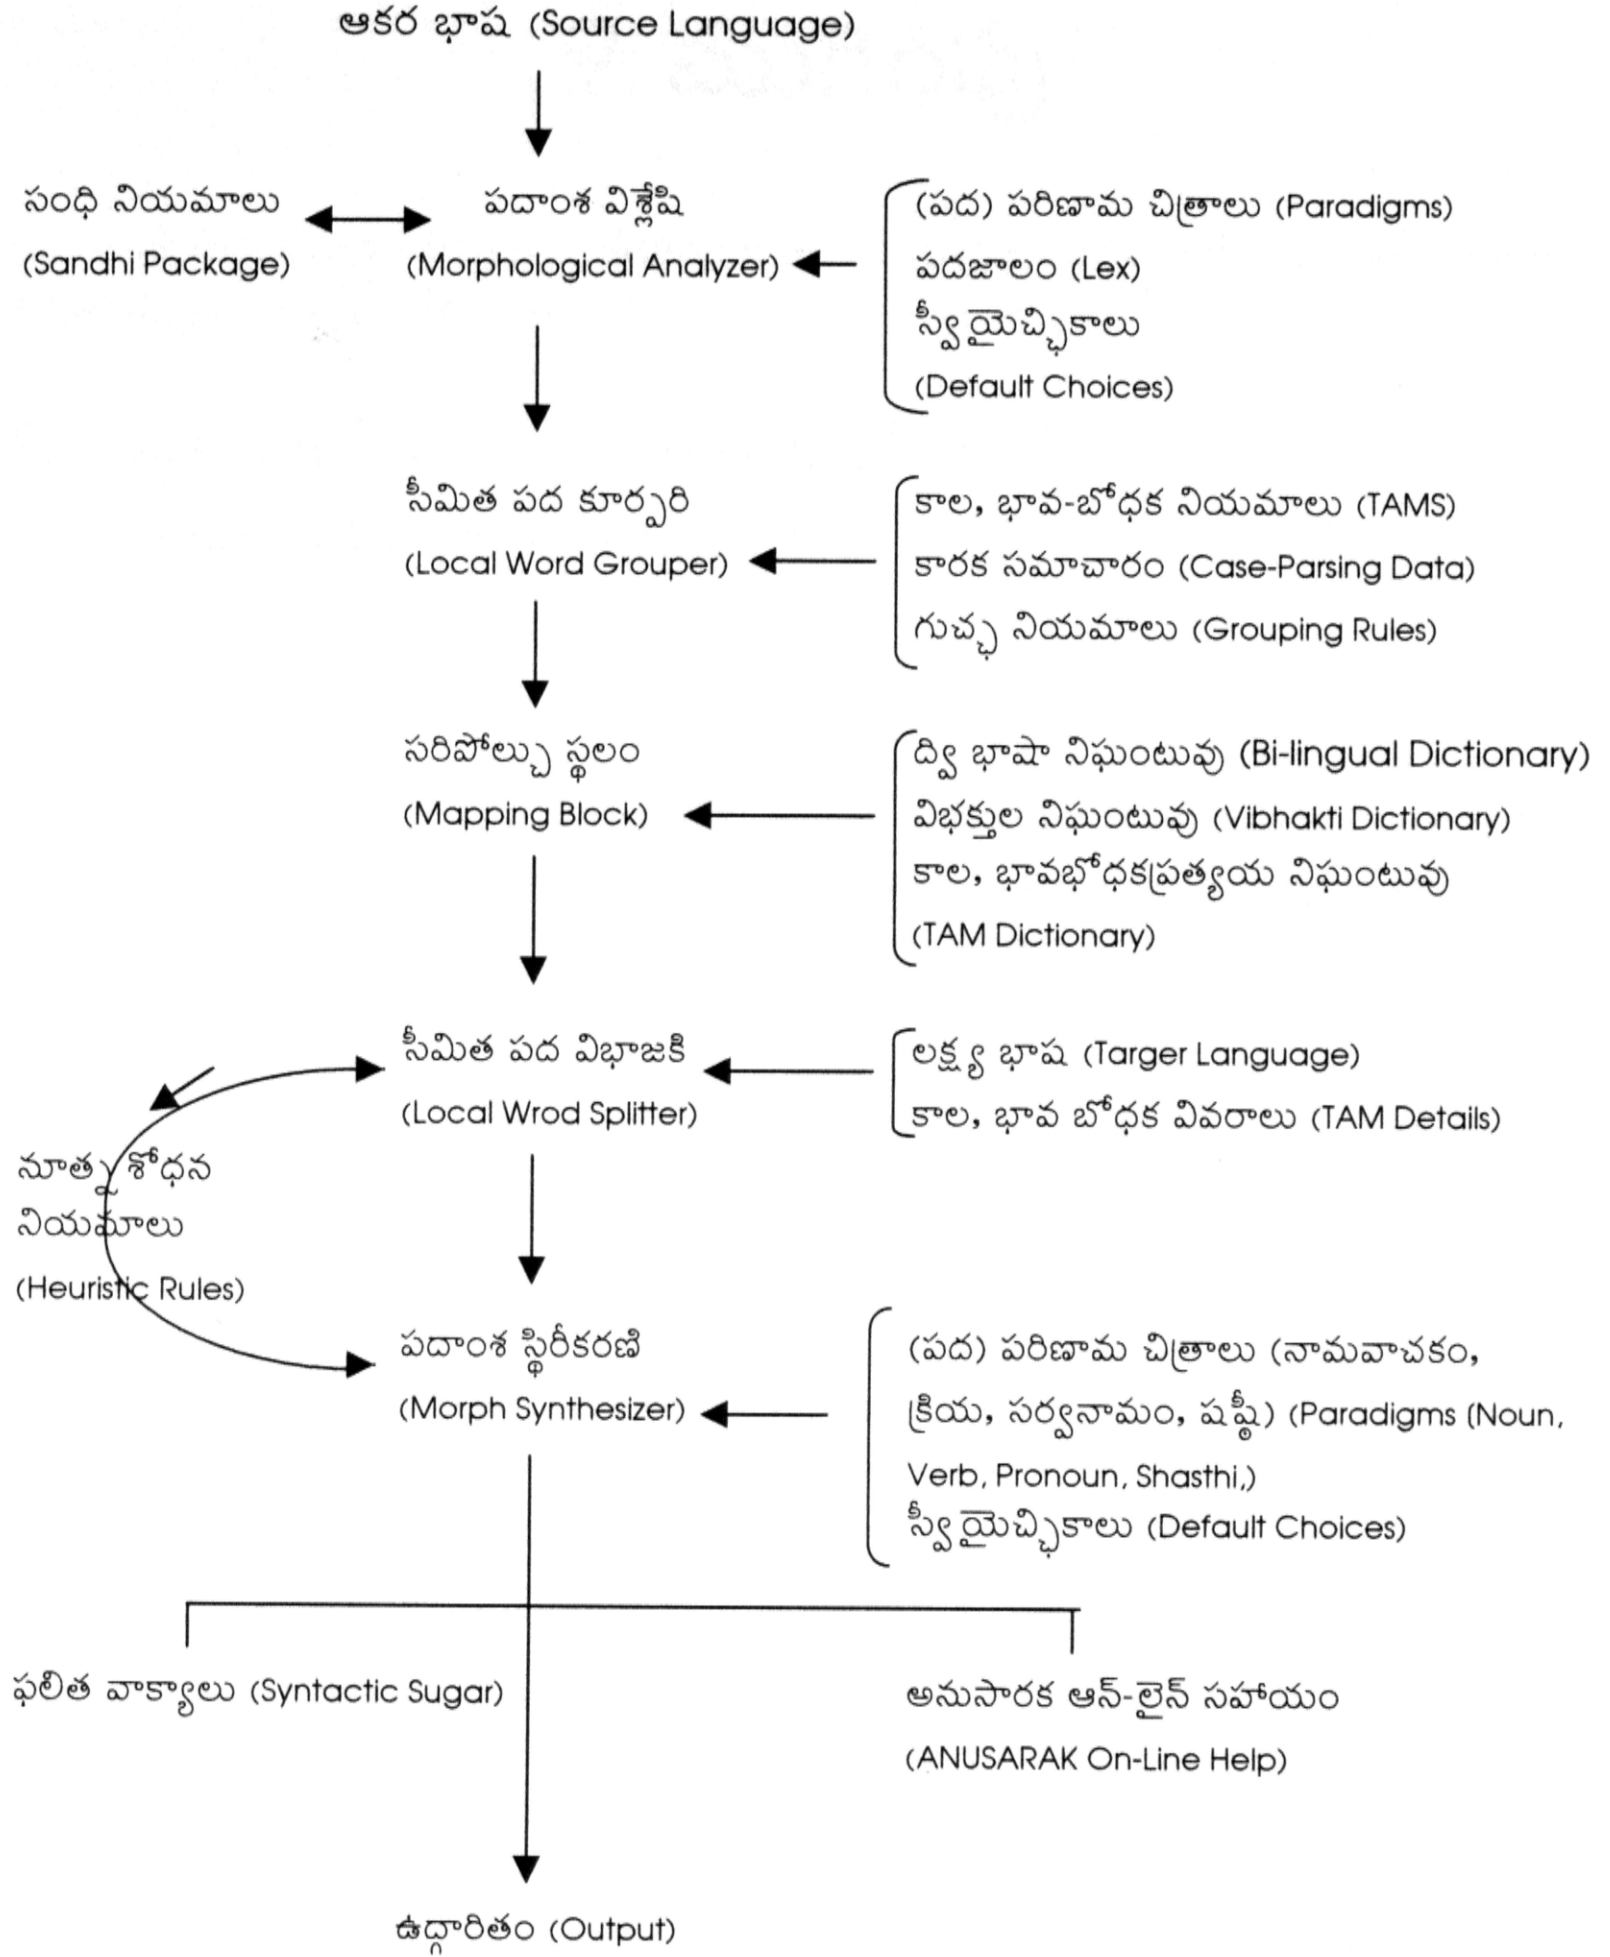 ఆకర భాష (Source Language)
సంధి నియమాలు
(Sandhi Package)
పదాంశ విశ్లేషి
(Morphological Analyzer)
(పద) పరిణామ చిత్రాలు (Paradigms)
పదజాలం (Lex)
స్వీయైచ్ఛికాలు
(Default Choices)
సీమిత పద కూర్పరి
(Local Word Grouper)
కాల, భావ-బోధక నియమాలు (TAMS)
కారక సమాచారం (Case-Parsing Data)
గుచ్ఛ నియమాలు (Grouping Rules)
సరిపోల్చు స్థలం
(Mapping Block)
ద్వి భాషా నిఘంటువు (Bi-lingual Dictionary)
విభక్తుల నిఘంటువు (Vibhakti Dictionary)
కాల, భావభోధకప్రత్యయ నిఘంటువు
(TAM Dictionary)
సీమిత పద విభాజకి
(Local Wrod Splitter)
లక్ష్య భాష (Targer Language)
కాల, భావ బోధక వివరాలు (TAM Details)
నూత్న శోధన
నియమాలు
(Heuristic Rules)
పదాంశ స్థిరీకరణి
(Morph Synthesizer)
(పద) పరిణామ చిత్రాలు (నామవాచకం,
క్రియ, సర్వనామం, షష్ఠీ) (Paradigms (Noun,
Verb, Pronoun, Shasthi,)
స్వీయైచ్ఛికాలు (Default Choices)
ఫలిత వాక్యాలు (Syntactic Sugar)
అనుసారక ఆన్-లైన్ సహాయం
(ANUSARAK On-Line Help)
ఉద్గారితం (Output)